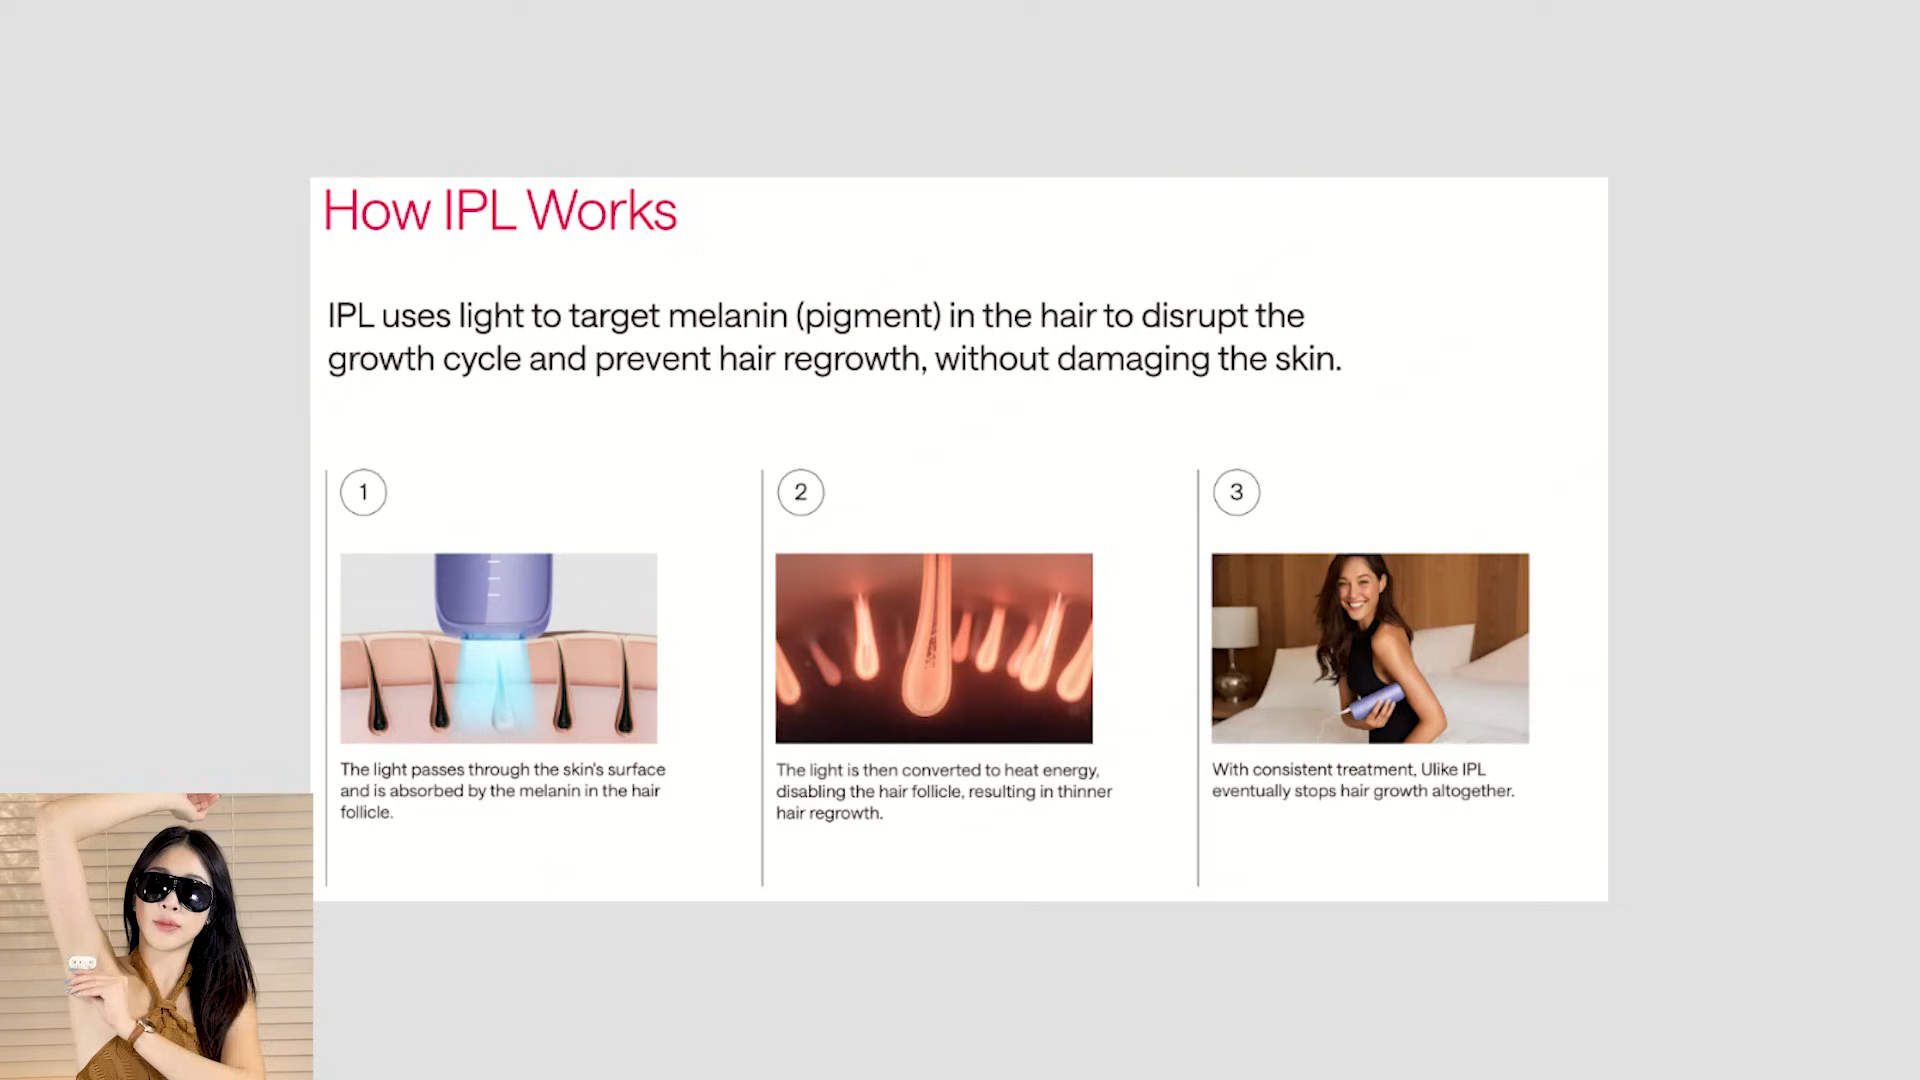 How IPL Works
IPL uses light to target melanin (pigment) in the hair to disrupt the
growth cycle and prevent hair regrowth, without damaging the skin.
1
The light passes through the skin's surface
and is absorbed by the melanin in the hair
follicle.
2
The light is then converted to heat energy,
disabling the hair follicle, resulting in thinner
hair regrowth.
3
With consistent treatment, Ulike IPL
eventually stops hair growth altogether.